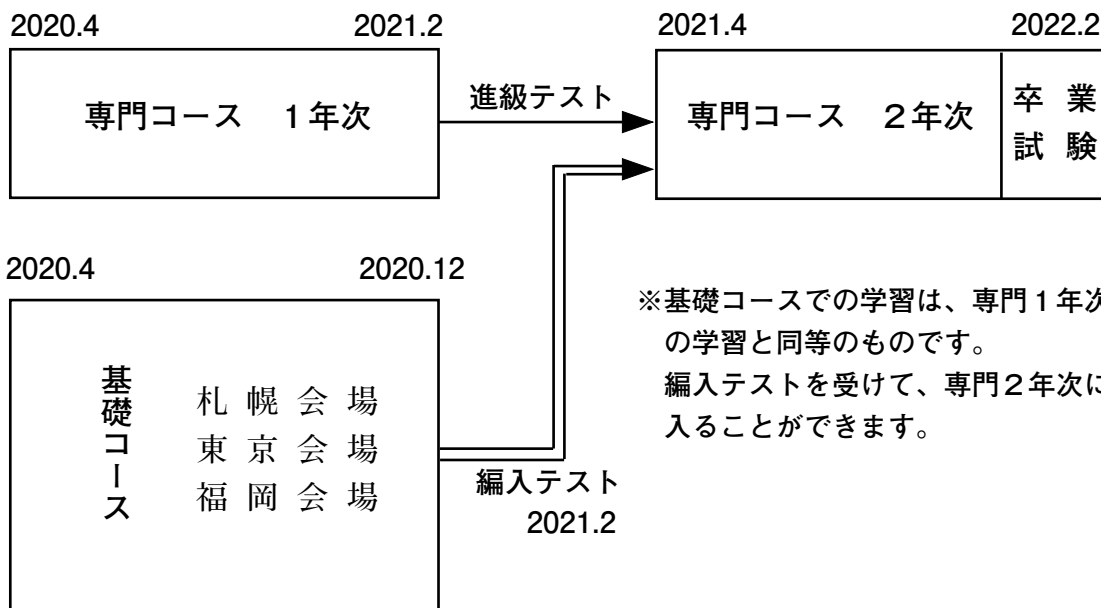 2020.4 2021.2
専門コース 1年次
進級テスト
2021.4 2022.2
専門コース 2年次
卒業
試験
2020.4 2020.12
基礎コース
札幌会場
東京会場
福岡会場
編入テスト
2021.2
※基礎コースでの学習は、専門1年次
の学習と同等のものです。
編入テストを受けて、専門2年次に
入ることができます。